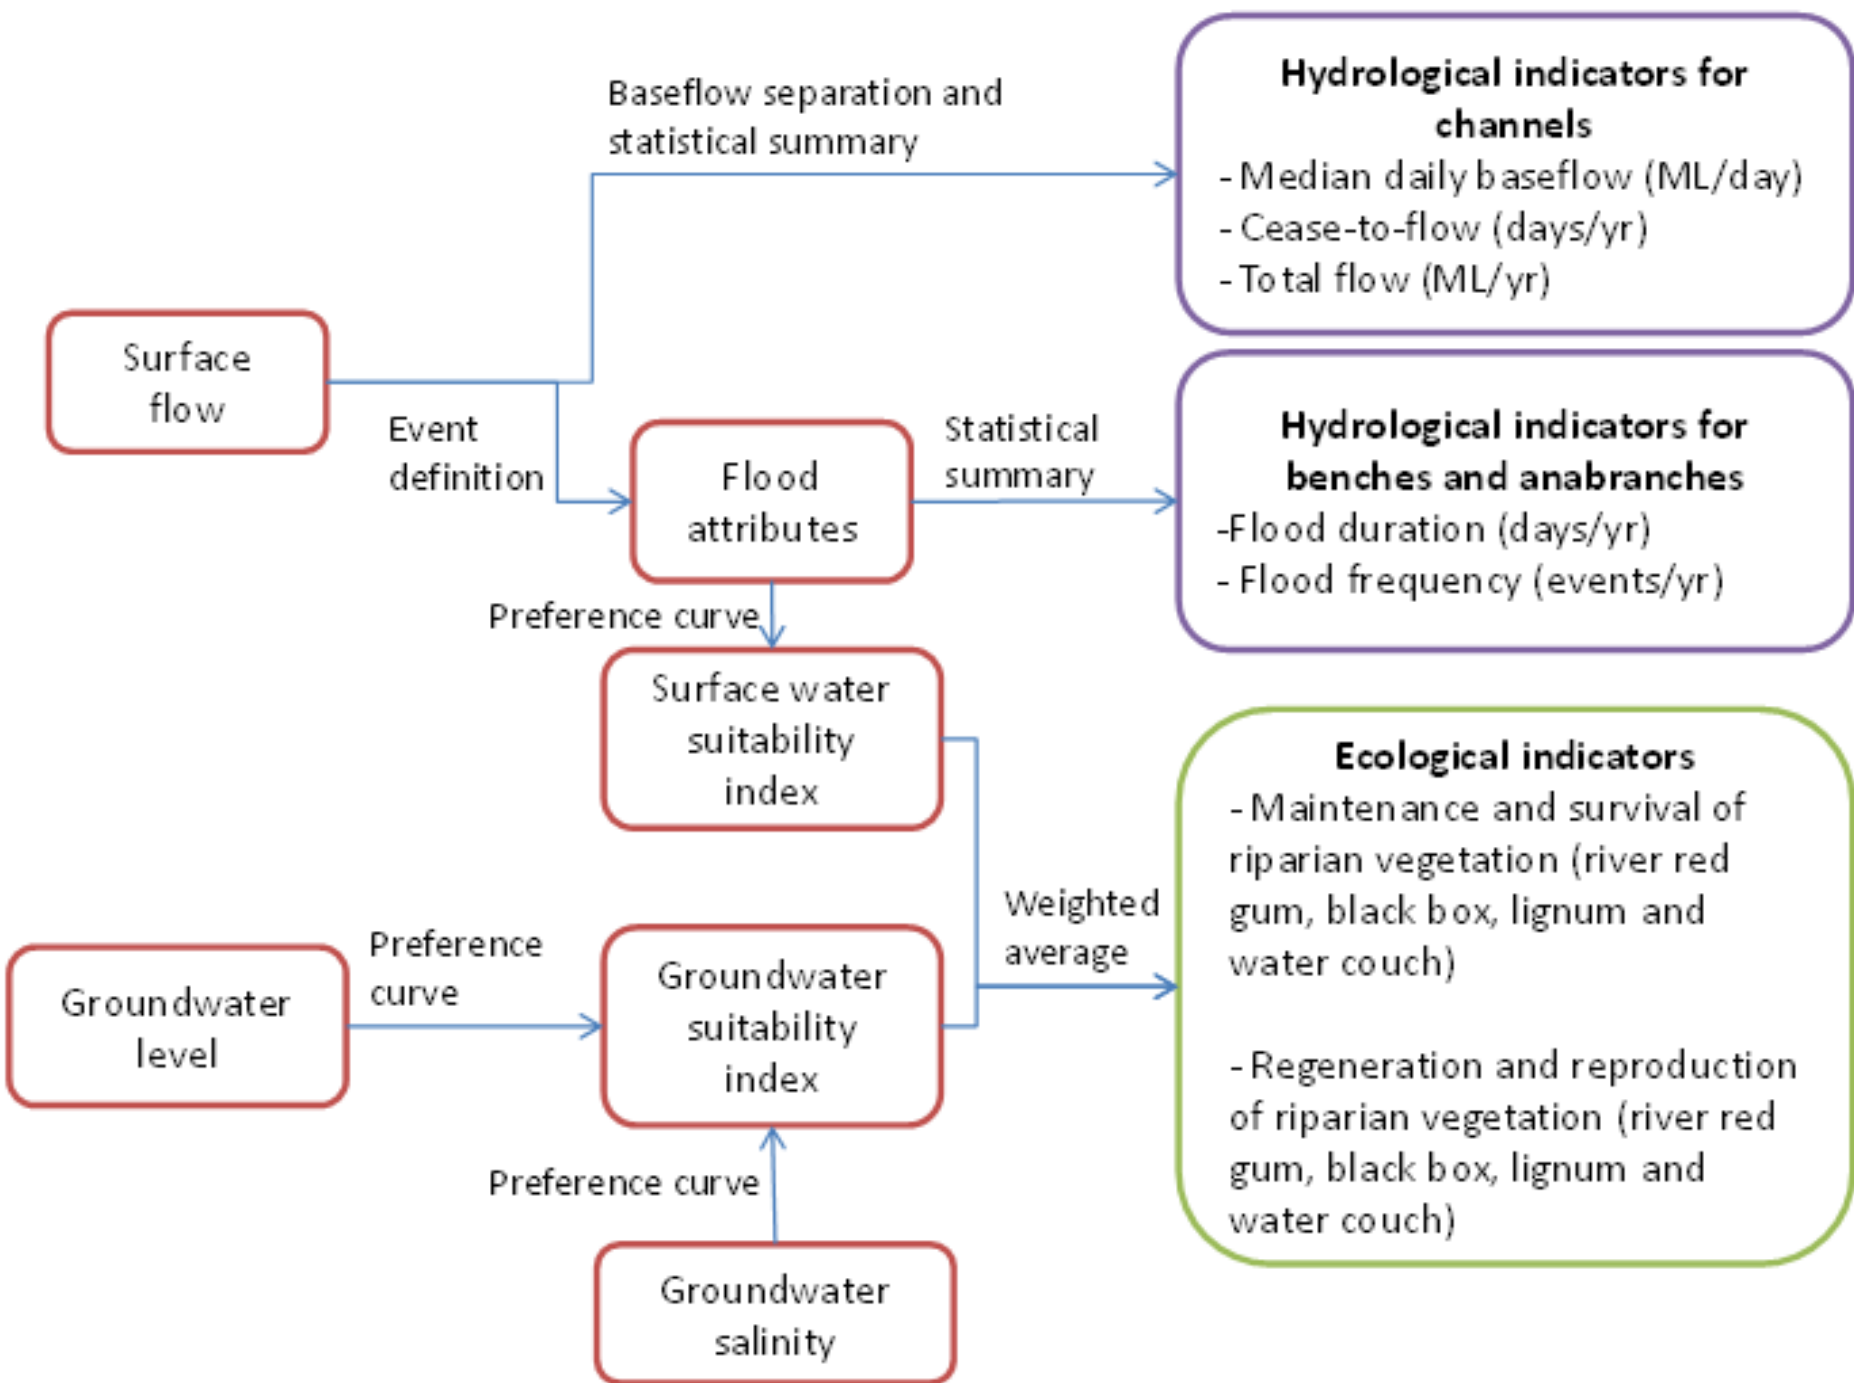 Baseflow separation and
statistical summary
Hydrological indicators for
channels
- Median daily baseflow (ML/day)
- Cease-to-flow (days/yr)
- Total flow (ML/yr)
Surface
flow
Event
definition
Flood
attributes
Statistical
summary
Hydrological indicators for
benches and anabranches
-Flood duration (days/yr)
- Flood frequency (events/yr)
Preference curve
Surface water
suitability
index
Ecological indicators
- Maintenance and survival of
riparian vegetation (river red
gum, black box, lignum and
water couch)
- Regeneration and reproduction
of riparian vegetation (river red
gum, black box, lignum and
water couch)
Weighted
average
Groundwater
level
Preference
curve
Groundwater
suitability
index
Preference curve
Groundwater
salinity